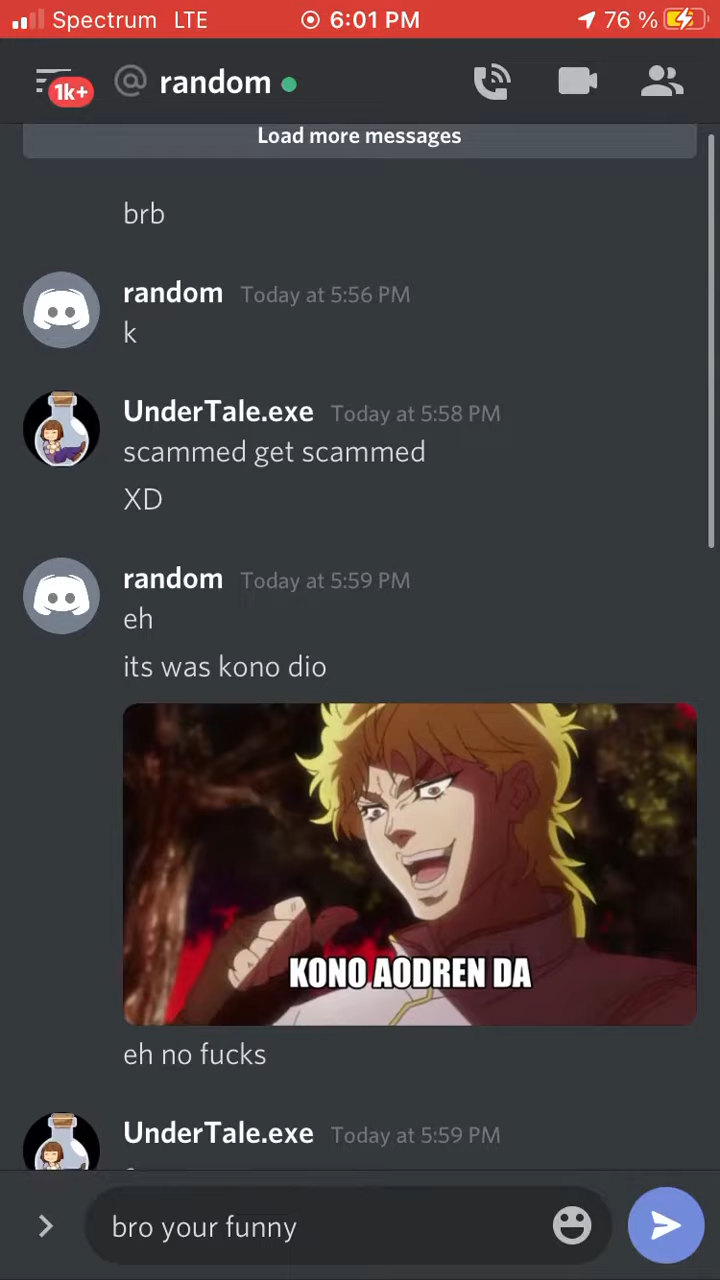 Spectrum LTE 6:01 PM 76 %
1k+ @ random
Load more messages
brb
random Today at 5:56 PM
k
UnderTale.exe Today at 5:58 PM
scammed get scammed
XD
random Today at 5:59 PM
eh
its was kono dio
KONO AODREN DA
eh no fucks
UnderTale.exe Today at 5:59 PM
bro your funny